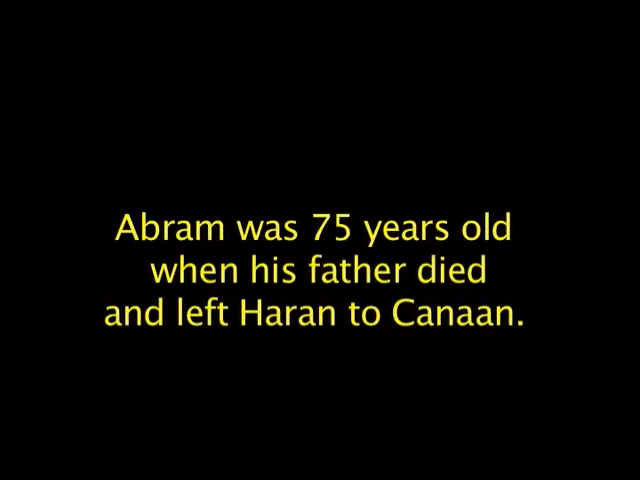 Abram was 75 years old
when his father died
and left Haran to Canaan.